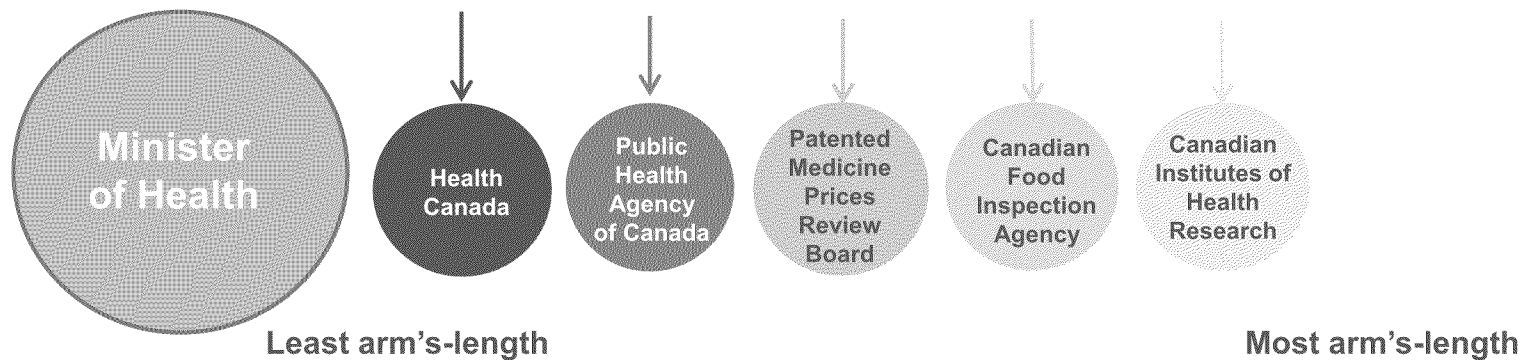 Minister
of Health
Health
Canada
Public
Health
Agency
of Canada
Patented
Medicine
Prices
Review
Board
Canadian
Food
Inspection
Agency
Canadian
Institutes of
Health
Research
Least arm's-length
Most arm's-length